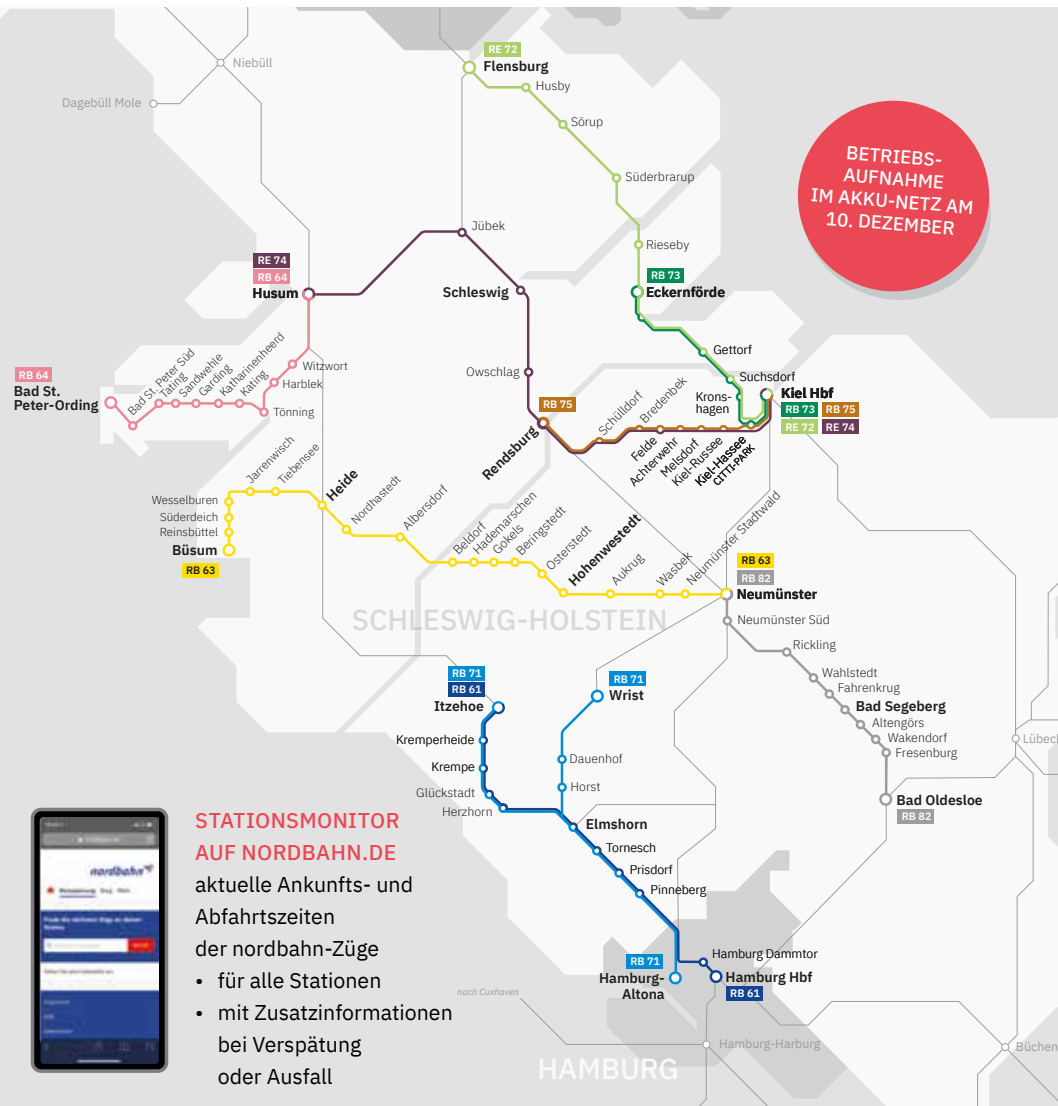 RE 72
Flensburg
Niebüll
Husby
Dagebüll Mole
Sörup
BETRIEBS-
AUFNAHME
IM AKKU-NETZ AM
10. DEZEMBER
Süderbrarup
Jübek
Rieseby
RE 74
RB 64
Husum
RB 73
Eckernförde
Schleswig
Gettorf
Witzwort
Harblek
Tönning
Kating
Katharinenheerd
Garding
Sandwehle
Tating
Bad St. Peter Süd
RB 64
Bad St.
Peter-Ording
Owschlag
Suchsdorf
Krons-
hagen
Kiel Hbf
RB 73
RB 75
RE 72
RE 74
RB 75
Rendsburg
Schülldorf
Bredenbek
Felde
Achterwehr
Melsdorf
Kiel-Russee
Kiel-Hassee
CITTI-PARK
Jarrenwisch
Tiebensee
Heide
Nordhastedt
Albersdorf
Wesselburen
Süderdeich
Reinsbüttel
Büsum
RB 63
Beldorf
Hademarschen
Gokels
Beringstedt
Osterstedt
Hohenwestedt
Aukrug
Wasbek
Neumünster Stadtwald
RB 63
RB 82
Neumünster
SCHLESWIG-HOLSTEIN
Neumünster Süd
Rickling
Wahlstedt
Fahrenkrug
Bad Segeberg
Altengörs
Wakendorf
Fresenburg
Lübeck
RB 71
RB 61
Itzehoe
RB 71
Wrist
Kremperheide
Krempe
Glückstadt
Herzhorn
Dauenhof
Horst
Bad Oldesloe
RB 82
Elmshorn
Tornesch
Prisdorf
Pinneberg
STATIONSMONITOR
AUF NORDBAHN.DE
aktuelle Ankunfts- und
Abfahrtszeiten
der nordbahn-Züge
• für alle Stationen
• mit Zusatzinformationen
bei Verspätung
oder Ausfall
nordbahn
Hamburg Dammtor
RB 71
Hamburg-
Altona
Hamburg Hbf
RB 61
nach Cuxhaven
Hamburg-Harburg
Büchen
HAMBURG